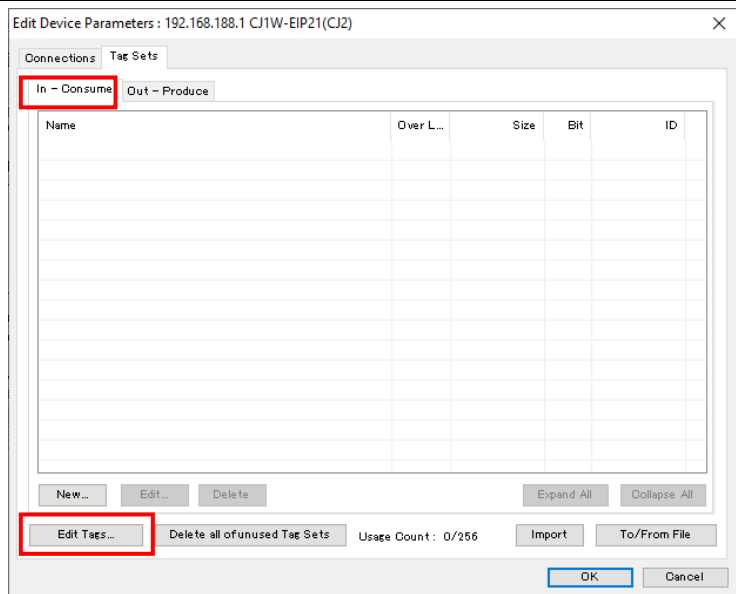 Edit Device Parameters : 192.168.188.1 CJ1W-EIP21(CJ2)
Connections Tag Sets
In - Consume Out - Produce
Name Over L... Size Bit ID
New... Edit... Delete Expand All Collapse All
Edit Tags... Delete all of unused Tag Sets Usage Count : 0/256 Import To/From File
OK Cancel